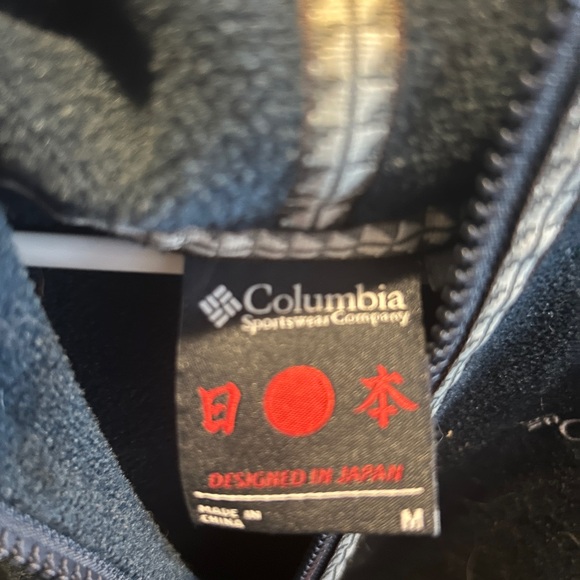 Columbia
Sportswear Company
日 本
DESIGNED IN JAPAN
MADE IN
CHINA
M